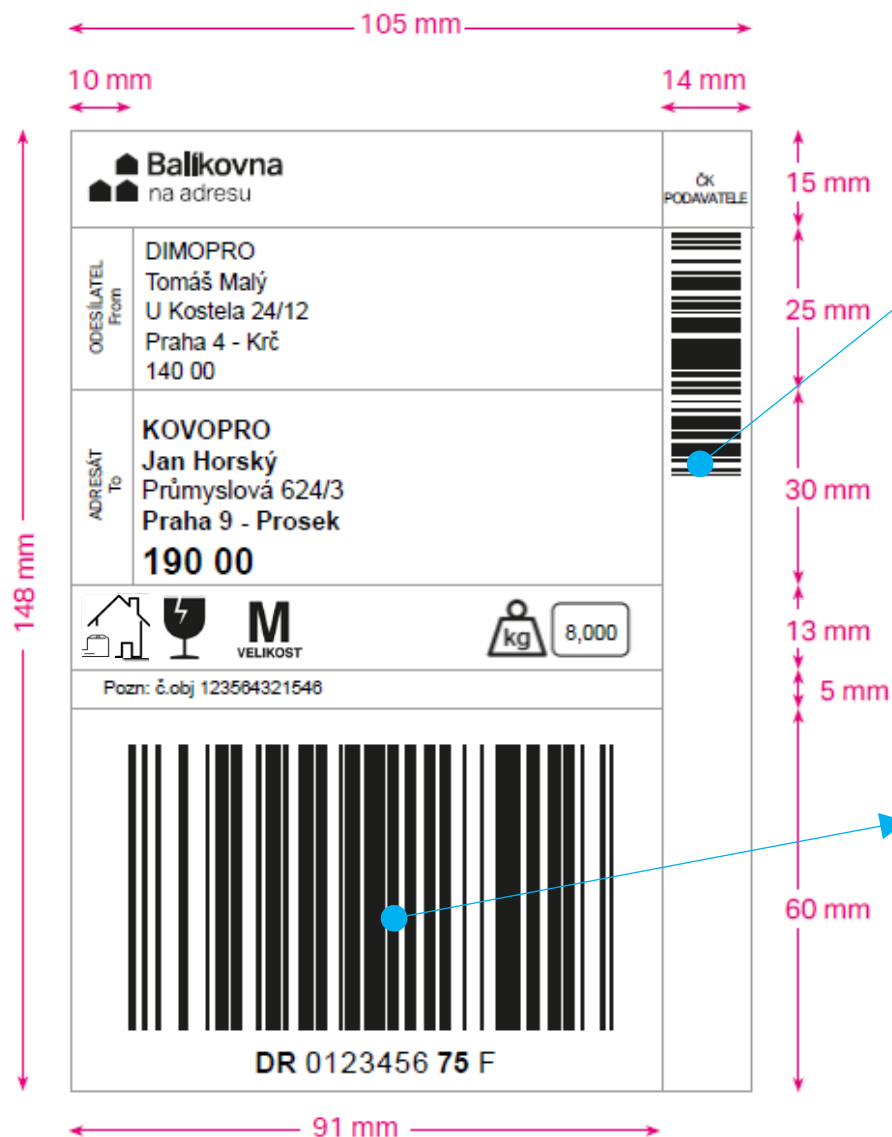 105 mm
10 mm
14 mm
Balíkovna
na adresu
ČK
PODAVATELE
15 mm
ODESÍLATEL
From
DIMOPRO
Tomáš Malý
U Kostela 24/12
Praha 4 - Krč
140 00
25 mm
ADRESÁT
To
KOVOPRO
Jan Horský
Průmyslová 624/3
Praha 9 - Prosek
190 00
30 mm
148 mm
M
VELIKOST
kg
8,000
13 mm
Pozn: č.obj 123564321546
5 mm
60 mm
DR 0123456 75 F
91 mm